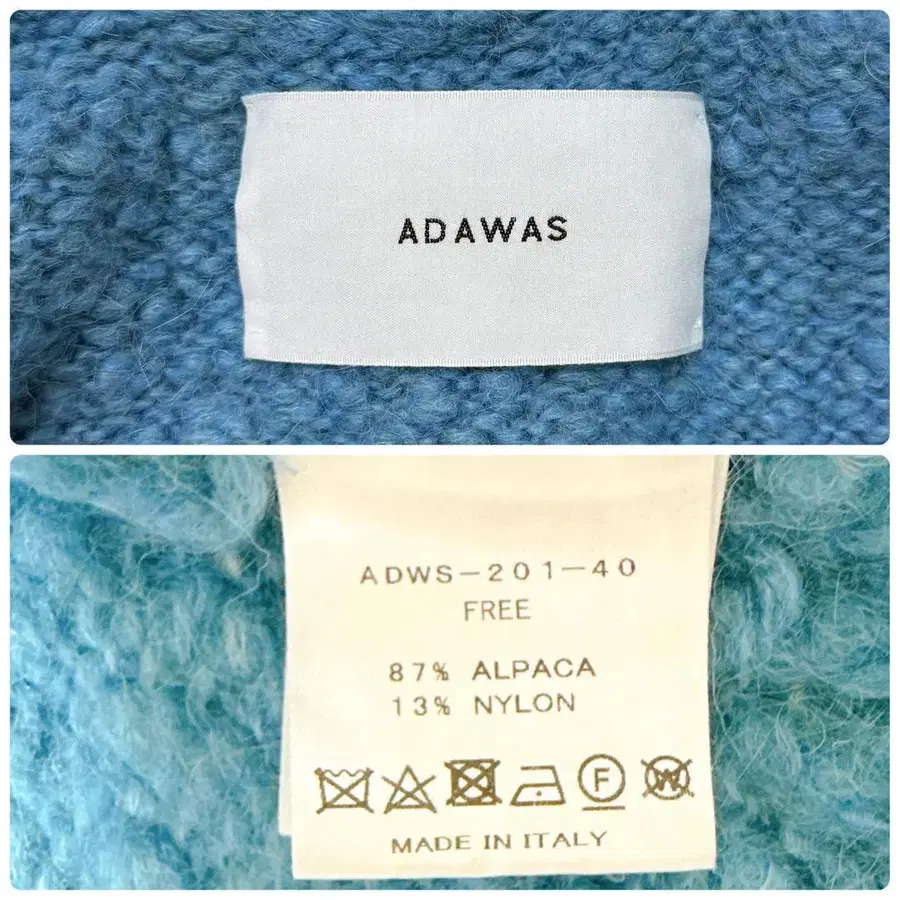 ADAWAS
ADWS-201-40
FREE
87% ALPACA
13% NYLON
F W
MADE IN ITALY